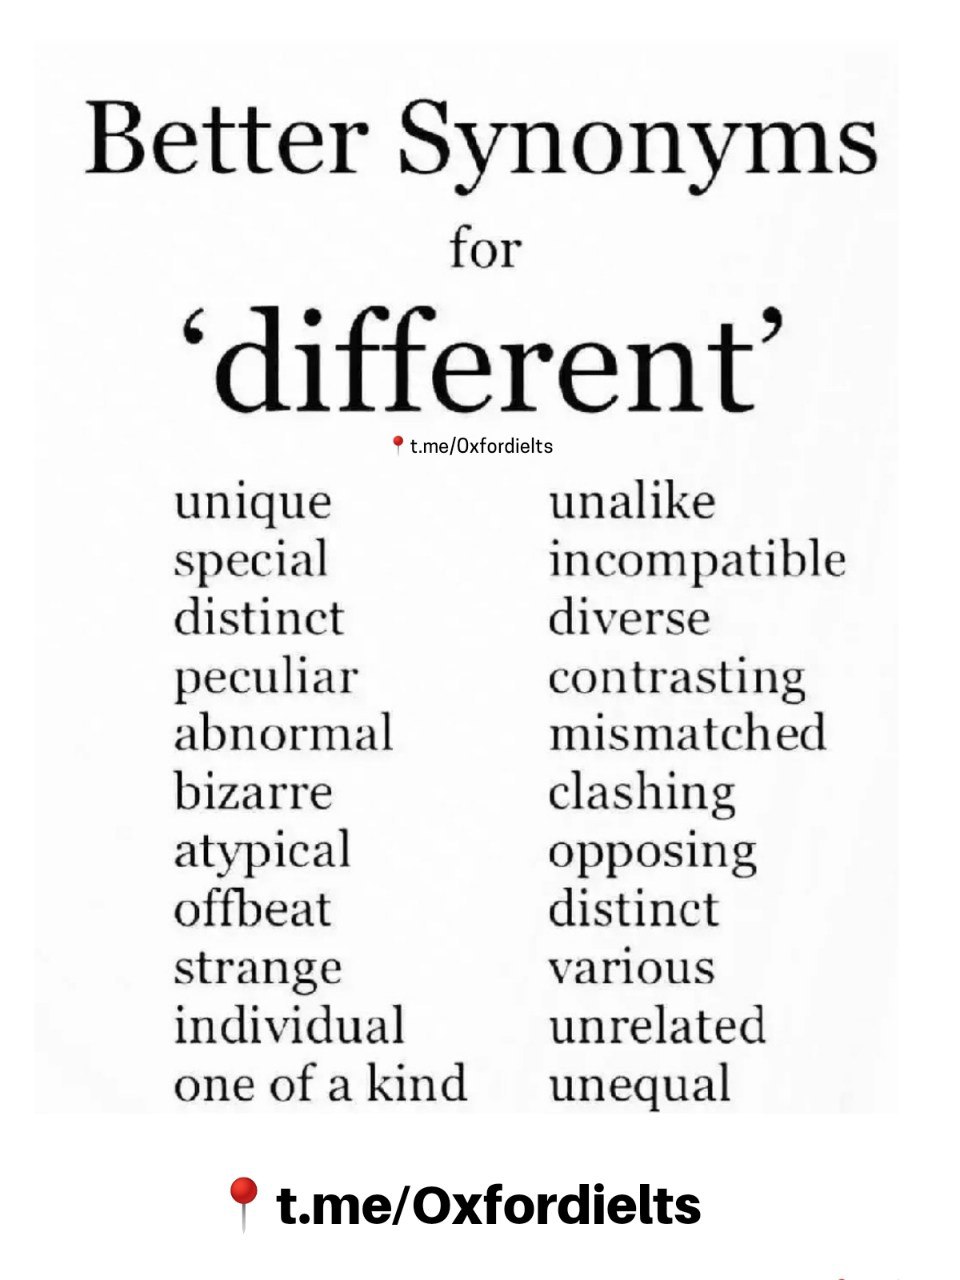 Better Synonyms
for
‘different’
📍 t.me/Oxfordielts
unique
special
distinct
peculiar
abnormal
bizarre
atypical
offbeat
strange
individual
one of a kind
unalike
incompatible
diverse
contrasting
mismatched
clashing
opposing
distinct
various
unrelated
unequal
📍 t.me/Oxfordielts